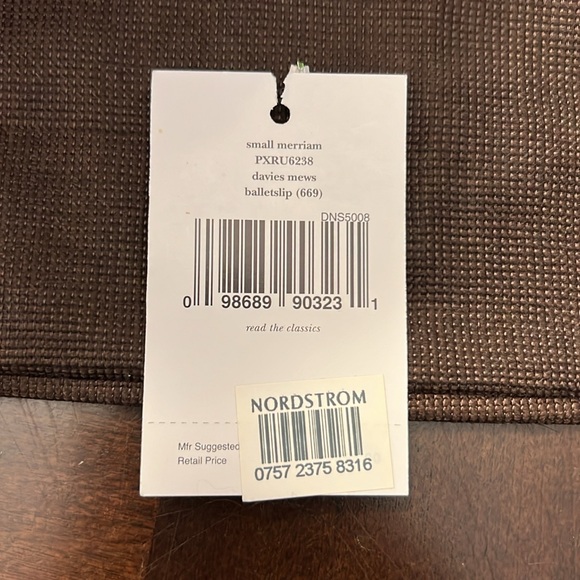 small merriam
PXRU6238
davies mews
balletslip (669)
DNS5008
0 98689 90323 1
read the classics
NORDSTROM
Mfr Suggested
Retail Price
0757 2375 8316